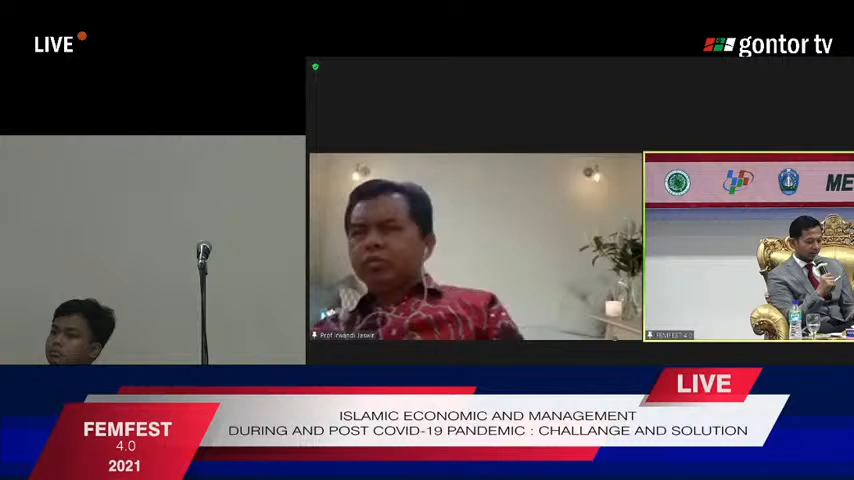 LIVE
gontor tv
ME
Prof Irwandi Jaswir
FEMFEST 4.0
LIVE
FEMFEST
4.0
2021
ISLAMIC ECONOMIC AND MANAGEMENT
DURING AND POST COVID-19 PANDEMIC : CHALLANGE AND SOLUTION